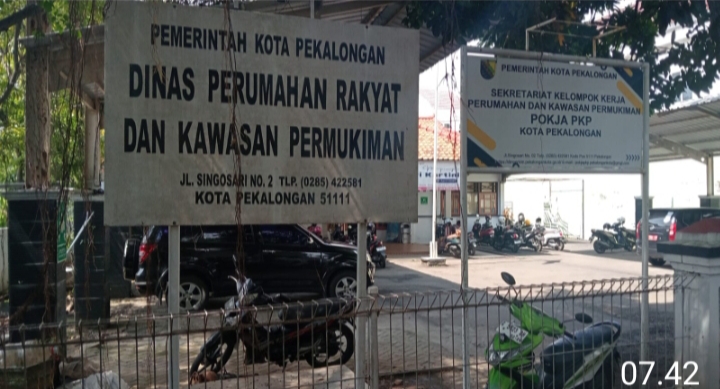 PEMERINTAH KOTA PEKALONGAN
DINAS PERUMAHAN RAKYAT
DAN KAWASAN PERMUKIMAN
JL. SINGOSARI NO. 2 TLP. (0285) 422581
KOTA PEKALONGAN 51111
PEMERINTAH KOTA PEKALONGAN
SEKRETARIAT KELOMPOK KERJA
PERUMAHAN DAN KAWASAN PERMUKIMAN
POKJA PKP
KOTA PEKALONGAN
07.42